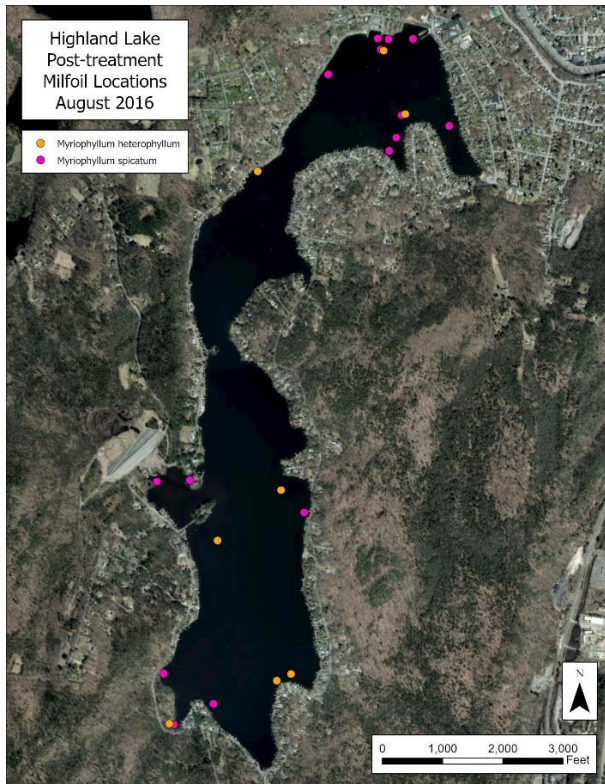 Highland Lake
Post-treatment
Milfoil Locations
August 2016
Myriophyllum heterophyllum
Myriophyllum spicatum
N
0 1,000 2,000 3,000
Feet